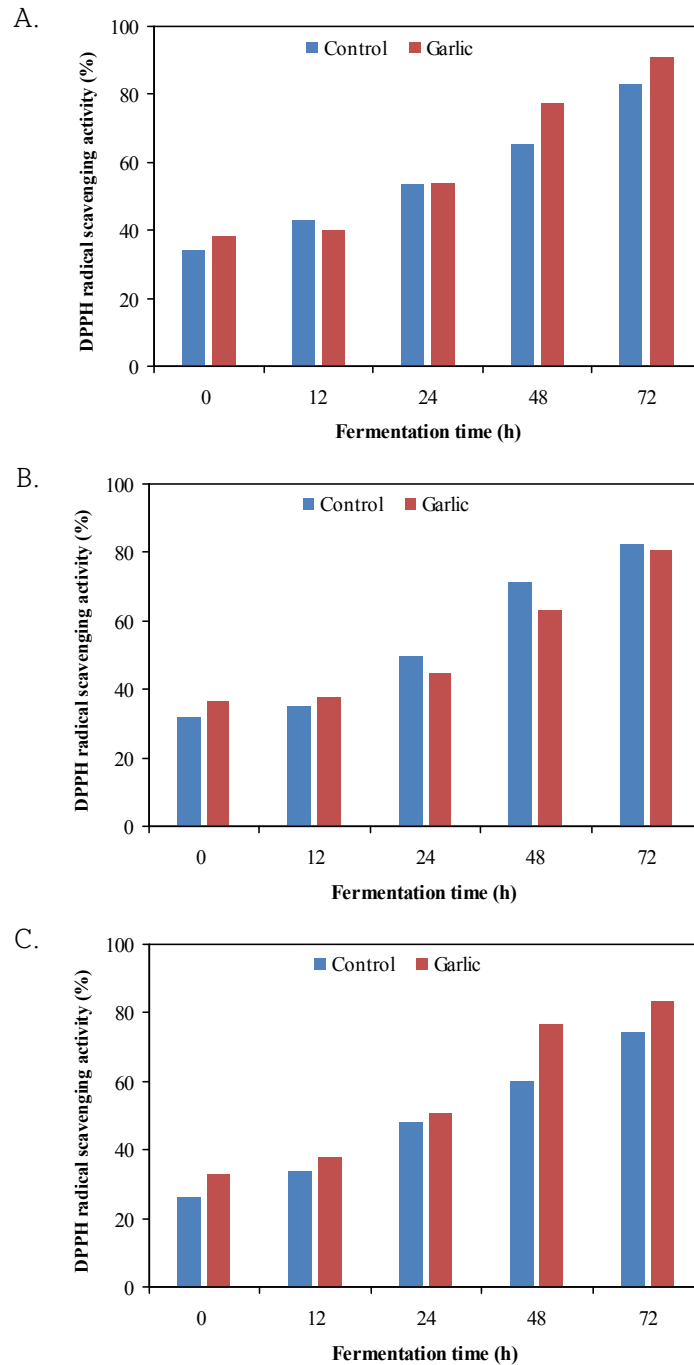 A.
100
80
60
40
20
0
DPPH radical scavenging activity (%)
Control Garlic
0 12 24 48 72
Fermentation time (h)
B.
100
80
60
40
20
0
DPPH radical scavenging activity (%)
Control Garlic
0 12 24 48 72
Fermentation time (h)
C.
100
80
60
40
20
0
DPPH radical scavenging activity (%)
Control Garlic
0 12 24 48 72
Fermentation time (h)